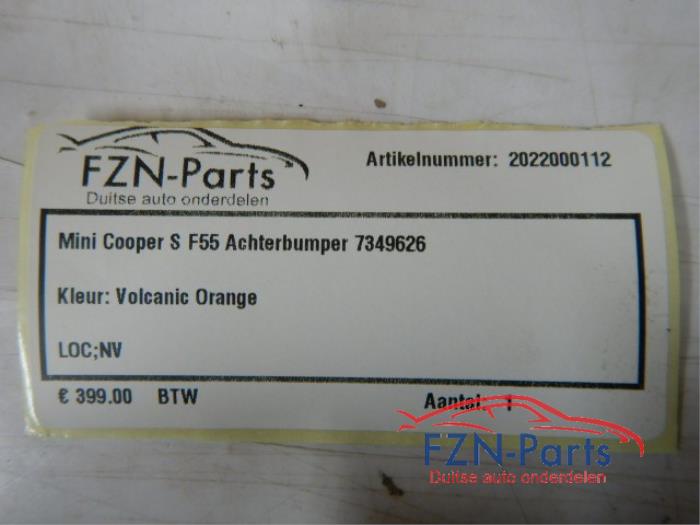 FZN-Parts
Duitse auto onderdelen
Artikelnummer: 2022000112
Mini Cooper S F55 Achterbumper 7349626
Kleur: Volcanic Orange
LOC;NV
€ 399.00 BTW
Aantal: 1
FZN-Parts
Duitse auto onderdelen